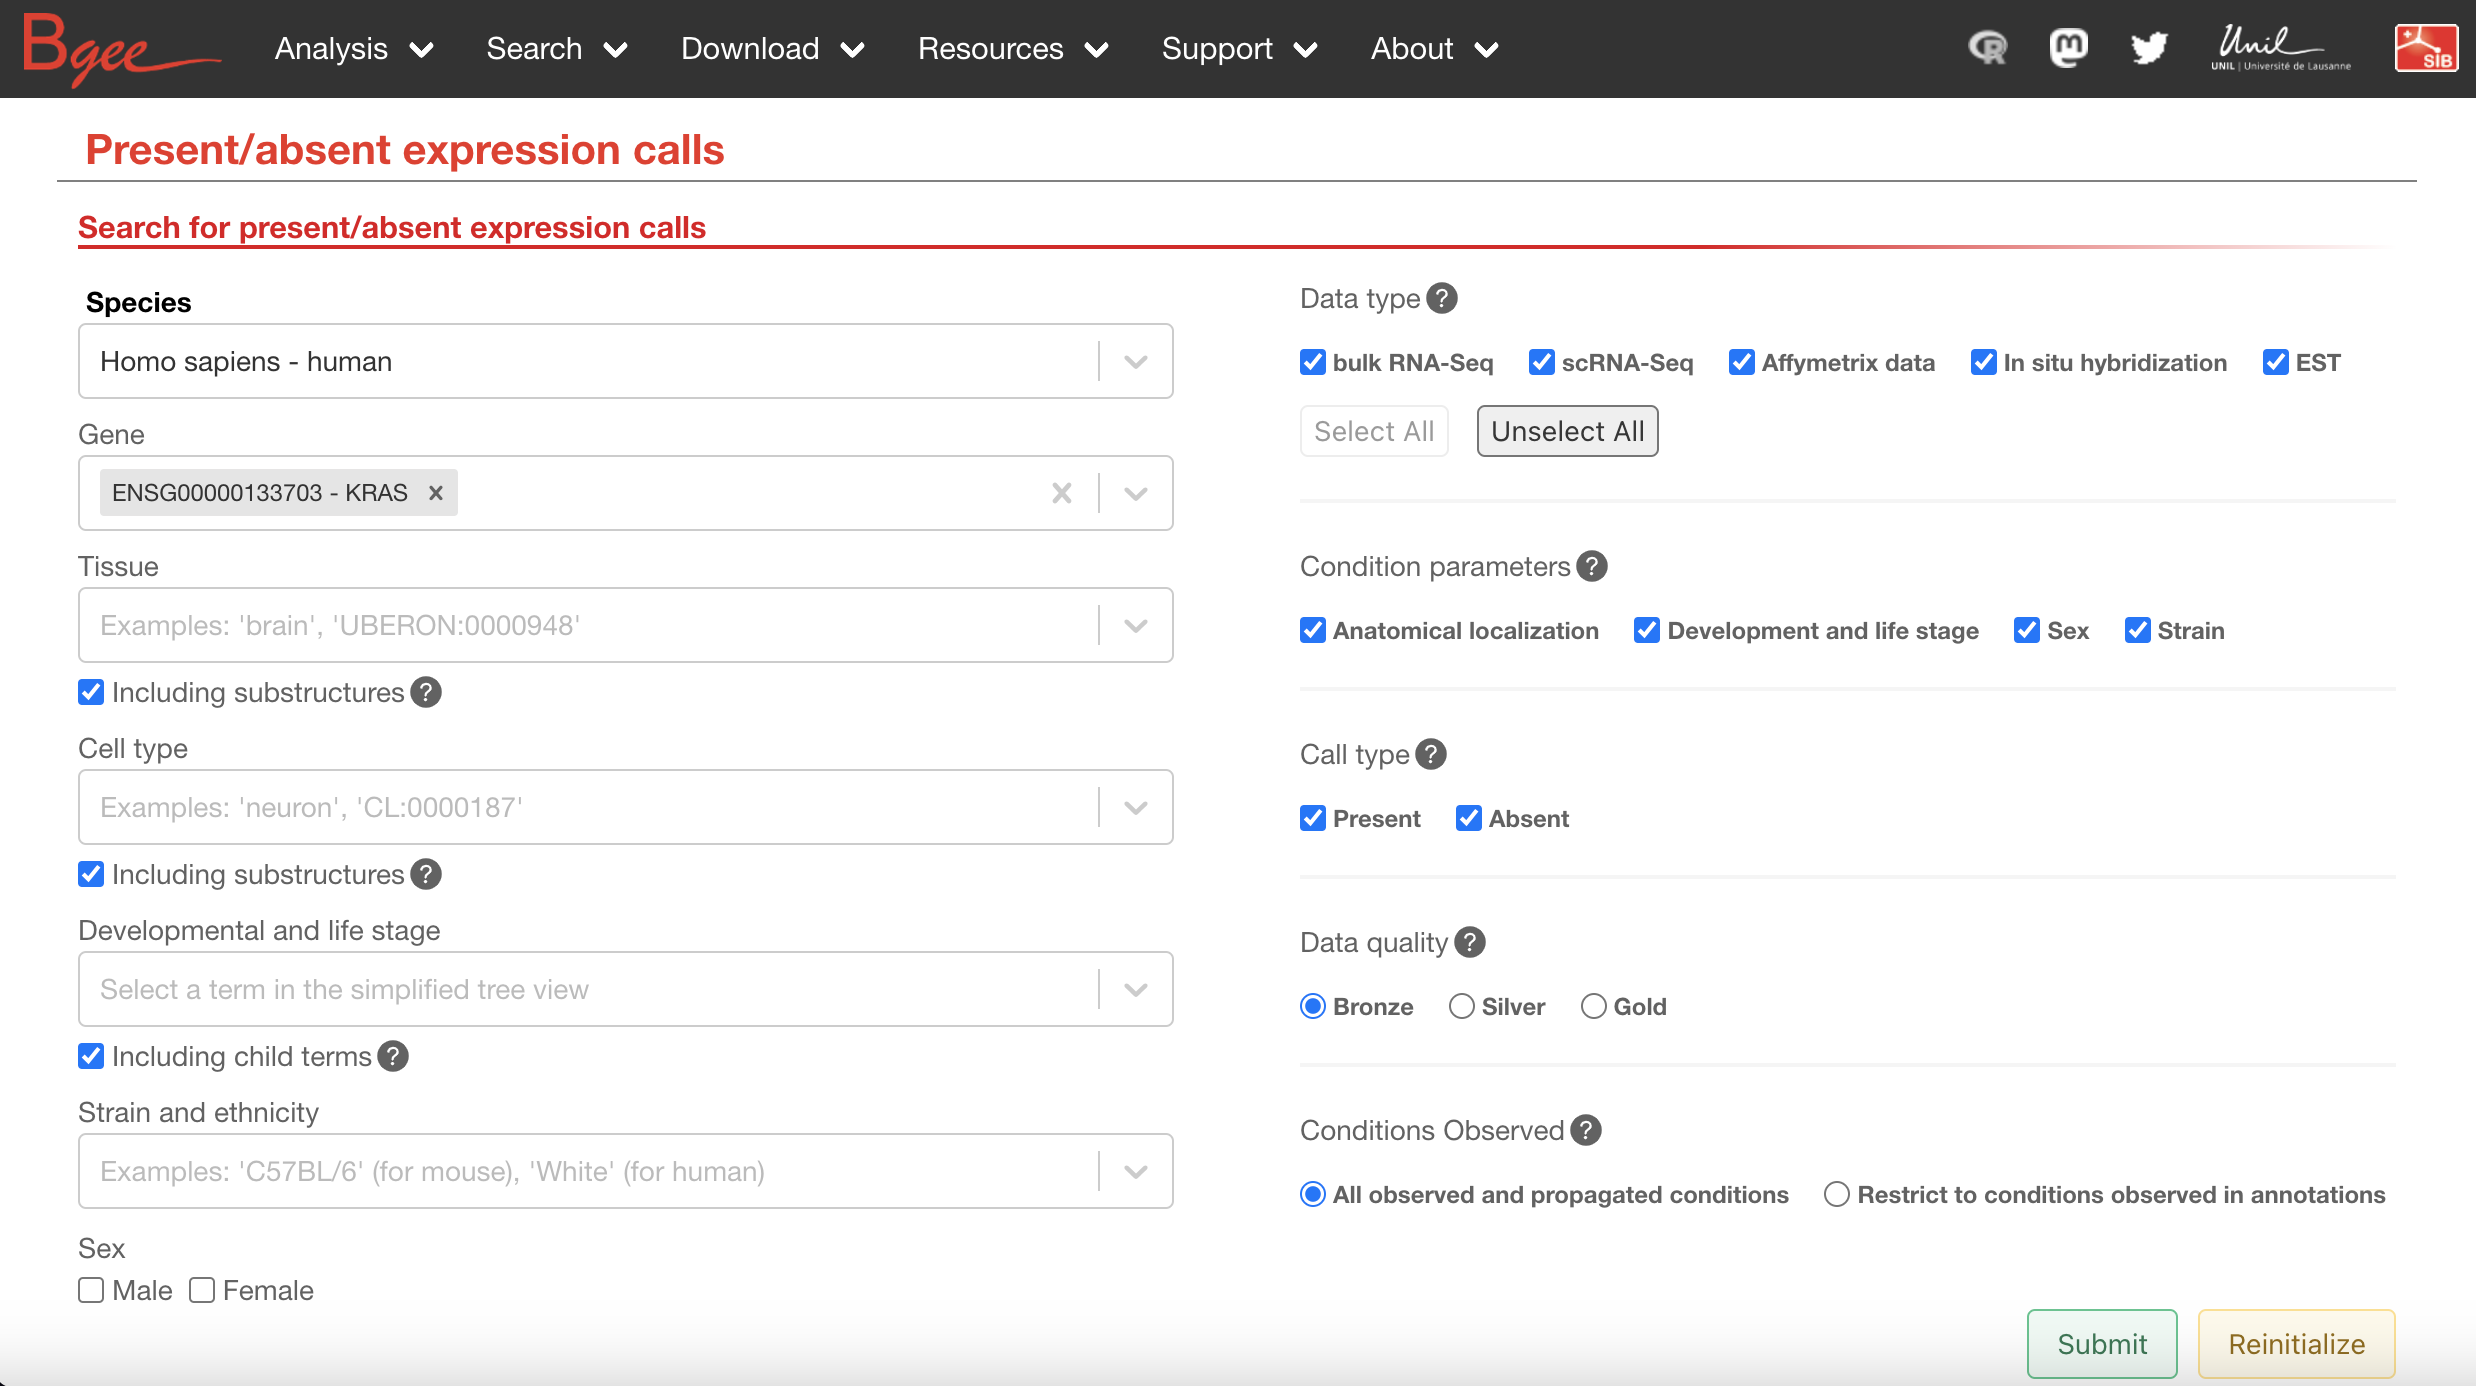 Bgee
Analysis Search Download Resources Support About
R
Unil
UNIL | Université de Lausanne
SIB
Present/absent expression calls
Search for present/absent expression calls
Species
Homo sapiens - human
Gene
ENSG00000133703 - KRAS
Tissue
Examples: 'brain', 'UBERON:0000948'
Including substructures ?
Cell type
Examples: 'neuron', 'CL:0000187'
Including substructures ?
Developmental and life stage
Select a term in the simplified tree view
Including child terms ?
Strain and ethnicity
Examples: 'C57BL/6' (for mouse), 'White' (for human)
Sex
Male Female
Data type ?
bulk RNA-Seq scRNA-Seq Affymetrix data In situ hybridization EST
Select All Unselect All
Condition parameters ?
Anatomical localization Development and life stage Sex Strain
Call type ?
Present Absent
Data quality ?
Bronze Silver Gold
Conditions Observed ?
All observed and propagated conditions Restrict to conditions observed in annotations
Submit Reinitialize